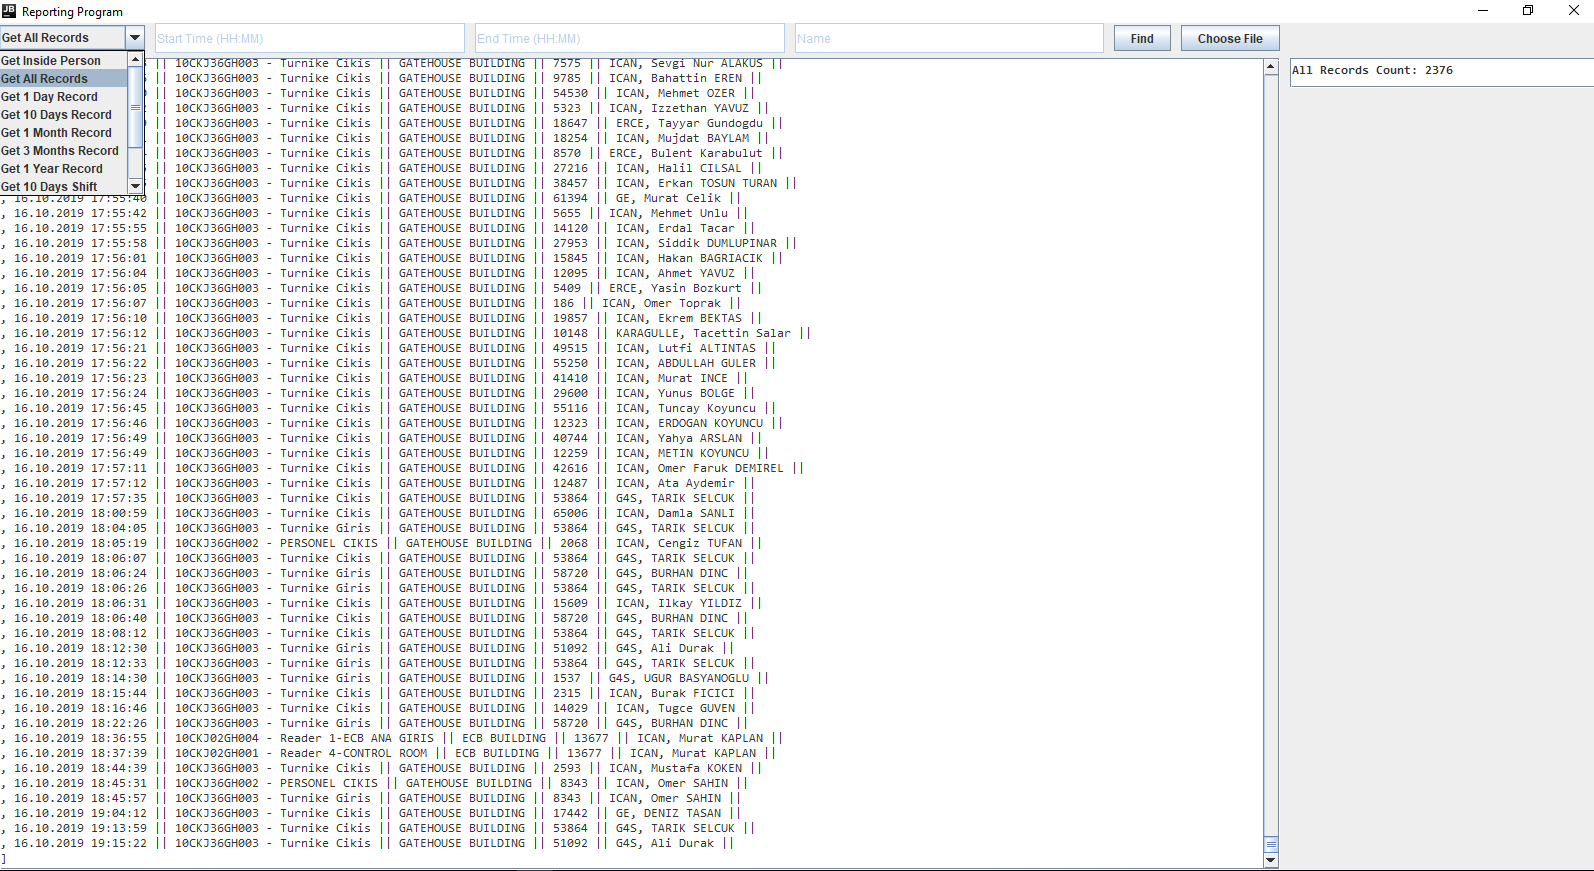 JB Reporting Program
Get All Records Start Time (HH:MM) End Time (HH:MM) Name Find Choose File
Get Inside Person
Get All Records
Get 1 Day Record
Get 10 Days Record
Get 1 Month Record
Get 3 Months Record
Get 1 Year Record
Get 10 Days Shift
|| 10CKJ36GH003 - Turnike Cikis || GATEHOUSE BUILDING || 7575 || ICAN, Sevgi Nur ALAKUS ||
|| 10CKJ36GH003 - Turnike Cikis || GATEHOUSE BUILDING || 9785 || ICAN, Bahattin EREN ||
|| 10CKJ36GH003 - Turnike Cikis || GATEHOUSE BUILDING || 54530 || ICAN, Mehmet OZER ||
|| 10CKJ36GH003 - Turnike Cikis || GATEHOUSE BUILDING || 5323 || ICAN, Izzethan YAVUZ ||
|| 10CKJ36GH003 - Turnike Cikis || GATEHOUSE BUILDING || 18647 || ERCE, Tayyar Gundogdu ||
|| 10CKJ36GH003 - Turnike Cikis || GATEHOUSE BUILDING || 18254 || ICAN, Mujdat BAYLAM ||
|| 10CKJ36GH003 - Turnike Cikis || GATEHOUSE BUILDING || 8570 || ERCE, Bulent Karabulut ||
|| 10CKJ36GH003 - Turnike Cikis || GATEHOUSE BUILDING || 27216 || ICAN, Halil CILSAL ||
|| 10CKJ36GH003 - Turnike Cikis || GATEHOUSE BUILDING || 38457 || ICAN, Erkan TOSUN TURAN ||
, 16.10.2019 17:55:40 || 10CKJ36GH003 - Turnike Cikis || GATEHOUSE BUILDING || 61394 || GE, Murat Celik ||
, 16.10.2019 17:55:42 || 10CKJ36GH003 - Turnike Cikis || GATEHOUSE BUILDING || 5655 || ICAN, Mehmet Unlu ||
, 16.10.2019 17:55:55 || 10CKJ36GH003 - Turnike Cikis || GATEHOUSE BUILDING || 14120 || ICAN, Erdal Tacar ||
, 16.10.2019 17:55:58 || 10CKJ36GH003 - Turnike Cikis || GATEHOUSE BUILDING || 27953 || ICAN, Siddik DUMLUPINAR ||
, 16.10.2019 17:56:01 || 10CKJ36GH003 - Turnike Cikis || GATEHOUSE BUILDING || 15845 || ICAN, Hakan BAGRIACIK ||
, 16.10.2019 17:56:04 || 10CKJ36GH003 - Turnike Cikis || GATEHOUSE BUILDING || 12095 || ICAN, Ahmet YAVUZ ||
, 16.10.2019 17:56:05 || 10CKJ36GH003 - Turnike Cikis || GATEHOUSE BUILDING || 5409 || ERCE, Yasin Bozkurt ||
, 16.10.2019 17:56:07 || 10CKJ36GH003 - Turnike Cikis || GATEHOUSE BUILDING || 186 || ICAN, Omer Toprak ||
, 16.10.2019 17:56:10 || 10CKJ36GH003 - Turnike Cikis || GATEHOUSE BUILDING || 19857 || ICAN, Ekrem BEKTAS ||
, 16.10.2019 17:56:12 || 10CKJ36GH003 - Turnike Cikis || GATEHOUSE BUILDING || 10148 || KARAGULLE, Tacettin Salar ||
, 16.10.2019 17:56:21 || 10CKJ36GH003 - Turnike Cikis || GATEHOUSE BUILDING || 49515 || ICAN, Lutfi ALTINTAS ||
, 16.10.2019 17:56:22 || 10CKJ36GH003 - Turnike Cikis || GATEHOUSE BUILDING || 55250 || ICAN, ABDULLAH GULER ||
, 16.10.2019 17:56:23 || 10CKJ36GH003 - Turnike Cikis || GATEHOUSE BUILDING || 41410 || ICAN, Murat INCE ||
, 16.10.2019 17:56:24 || 10CKJ36GH003 - Turnike Cikis || GATEHOUSE BUILDING || 29600 || ICAN, Yunus BOLGE ||
, 16.10.2019 17:56:45 || 10CKJ36GH003 - Turnike Cikis || GATEHOUSE BUILDING || 55116 || ICAN, Tuncay Koyuncu ||
, 16.10.2019 17:56:46 || 10CKJ36GH003 - Turnike Cikis || GATEHOUSE BUILDING || 12323 || ICAN, ERDOGAN KOYUNCU ||
, 16.10.2019 17:56:49 || 10CKJ36GH003 - Turnike Cikis || GATEHOUSE BUILDING || 40744 || ICAN, Yahya ARSLAN ||
, 16.10.2019 17:56:49 || 10CKJ36GH003 - Turnike Cikis || GATEHOUSE BUILDING || 12259 || ICAN, METIN KOYUNCU ||
, 16.10.2019 17:57:11 || 10CKJ36GH003 - Turnike Cikis || GATEHOUSE BUILDING || 42616 || ICAN, Omer Faruk DEMIREL ||
, 16.10.2019 17:57:12 || 10CKJ36GH003 - Turnike Cikis || GATEHOUSE BUILDING || 12487 || ICAN, Ata Aydemir ||
, 16.10.2019 17:57:35 || 10CKJ36GH003 - Turnike Cikis || GATEHOUSE BUILDING || 53864 || G4S, TARIK SELCUK ||
, 16.10.2019 18:00:59 || 10CKJ36GH003 - Turnike Cikis || GATEHOUSE BUILDING || 65006 || ICAN, Damla SANLI ||
, 16.10.2019 18:04:05 || 10CKJ36GH003 - Turnike Giris || GATEHOUSE BUILDING || 53864 || G4S, TARIK SELCUK ||
, 16.10.2019 18:05:19 || 10CKJ36GH002 - PERSONEL CIKIS || GATEHOUSE BUILDING || 2068 || ICAN, Cengiz TUFAN ||
, 16.10.2019 18:06:07 || 10CKJ36GH003 - Turnike Cikis || GATEHOUSE BUILDING || 53864 || G4S, TARIK SELCUK ||
, 16.10.2019 18:06:24 || 10CKJ36GH003 - Turnike Giris || GATEHOUSE BUILDING || 58720 || G4S, BURHAN DINC ||
, 16.10.2019 18:06:26 || 10CKJ36GH003 - Turnike Giris || GATEHOUSE BUILDING || 53864 || G4S, TARIK SELCUK ||
, 16.10.2019 18:06:31 || 10CKJ36GH003 - Turnike Cikis || GATEHOUSE BUILDING || 15609 || ICAN, Ilkay YILDIZ ||
, 16.10.2019 18:06:40 || 10CKJ36GH003 - Turnike Cikis || GATEHOUSE BUILDING || 58720 || G4S, BURHAN DINC ||
, 16.10.2019 18:08:12 || 10CKJ36GH003 - Turnike Cikis || GATEHOUSE BUILDING || 53864 || G4S, TARIK SELCUK ||
, 16.10.2019 18:12:30 || 10CKJ36GH003 - Turnike Giris || GATEHOUSE BUILDING || 51092 || G4S, Ali Durak ||
, 16.10.2019 18:12:33 || 10CKJ36GH003 - Turnike Giris || GATEHOUSE BUILDING || 53864 || G4S, TARIK SELCUK ||
, 16.10.2019 18:14:30 || 10CKJ36GH003 - Turnike Giris || GATEHOUSE BUILDING || 1537 || G4S, UGUR BASYANOGLU ||
, 16.10.2019 18:15:44 || 10CKJ36GH003 - Turnike Cikis || GATEHOUSE BUILDING || 2315 || ICAN, Burak FICICI ||
, 16.10.2019 18:16:46 || 10CKJ36GH003 - Turnike Cikis || GATEHOUSE BUILDING || 14029 || ICAN, Tugce GUVEN ||
, 16.10.2019 18:22:26 || 10CKJ36GH003 - Turnike Giris || GATEHOUSE BUILDING || 58720 || G4S, BURHAN DINC ||
, 16.10.2019 18:36:55 || 10CKJ02GH004 - Reader 1-ECB ANA GIRIS || ECB BUILDING || 13677 || ICAN, Murat KAPLAN ||
, 16.10.2019 18:37:39 || 10CKJ02GH001 - Reader 4-CONTROL ROOM || ECB BUILDING || 13677 || ICAN, Murat KAPLAN ||
, 16.10.2019 18:44:39 || 10CKJ36GH003 - Turnike Cikis || GATEHOUSE BUILDING || 2593 || ICAN, Mustafa KOKEN ||
, 16.10.2019 18:45:31 || 10CKJ36GH002 - PERSONEL CIKIS || GATEHOUSE BUILDING || 8343 || ICAN, Omer SAHIN ||
, 16.10.2019 18:45:57 || 10CKJ36GH003 - Turnike Giris || GATEHOUSE BUILDING || 8343 || ICAN, Omer SAHIN ||
, 16.10.2019 19:04:12 || 10CKJ36GH003 - Turnike Cikis || GATEHOUSE BUILDING || 17442 || GE, DENIZ TASAN ||
, 16.10.2019 19:13:59 || 10CKJ36GH003 - Turnike Cikis || GATEHOUSE BUILDING || 53864 || G4S, TARIK SELCUK ||
, 16.10.2019 19:15:22 || 10CKJ36GH003 - Turnike Cikis || GATEHOUSE BUILDING || 51092 || G4S, Ali Durak ||
]
All Records Count: 2376